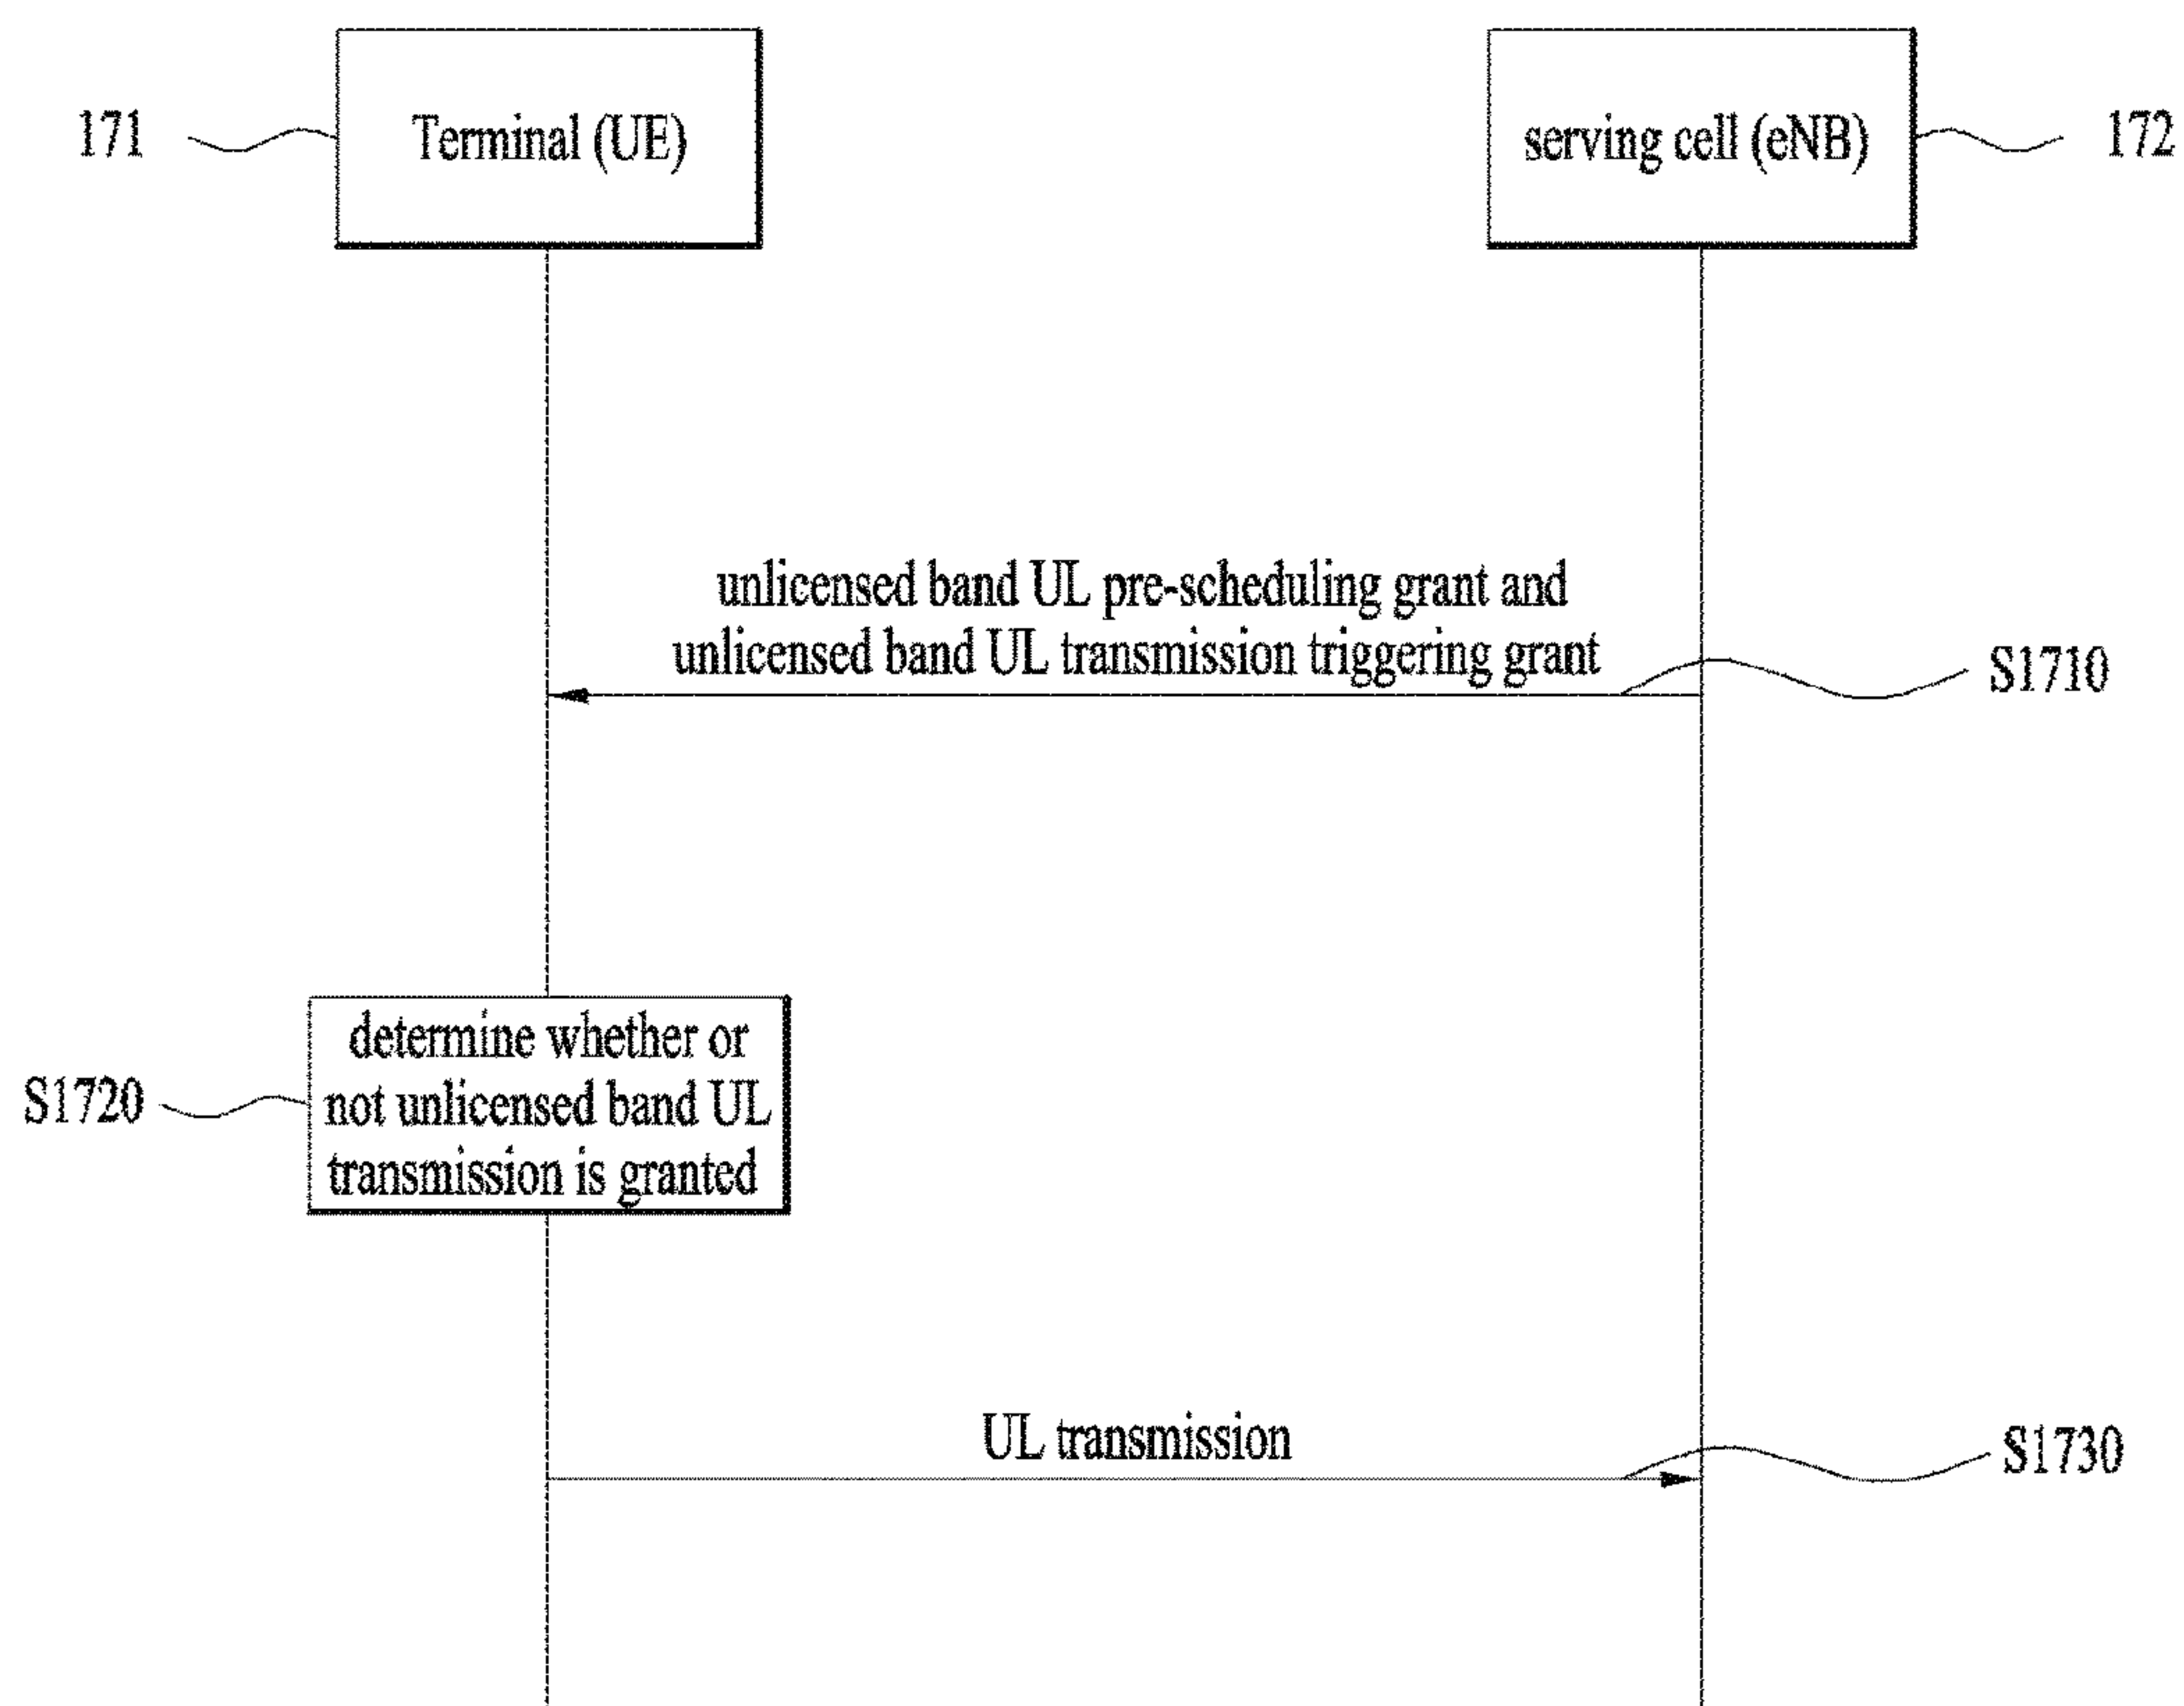 171
Terminal (UE)
serving cell (eNB)
172
unlicensed band UL pre-scheduling grant and
unlicensed band UL transmission triggering grant
S1710
determine whether or
not unlicensed band UL
transmission is granted
S1720
UL transmission
S1730